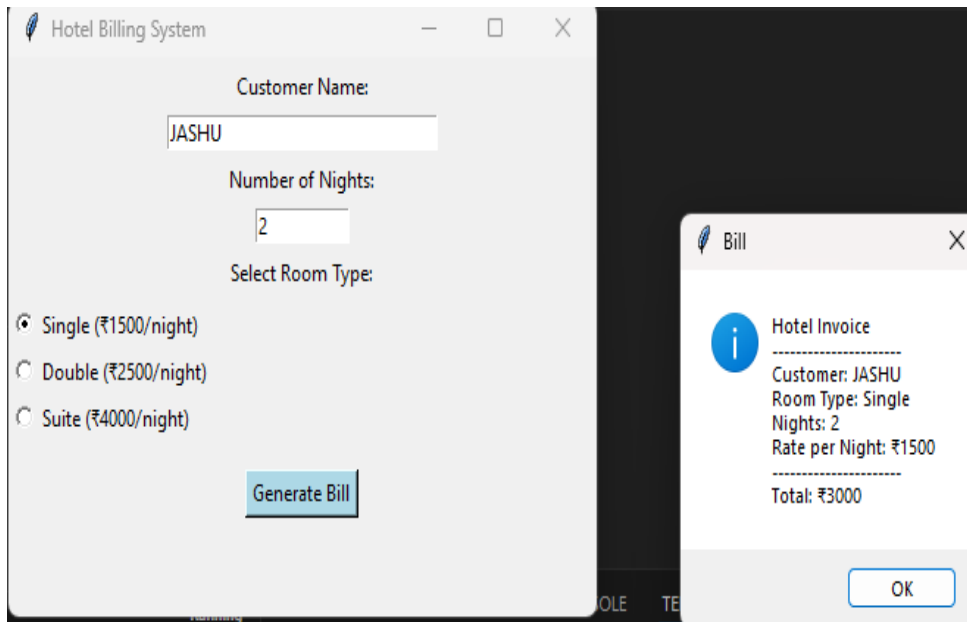 Hotel Billing System
Customer Name:
JASHU
Number of Nights:
2
Select Room Type:
Single (₹1500/night)
Double (₹2500/night)
Suite (₹4000/night)
Generate Bill
Bill
Hotel Invoice
----------------------
Customer: JASHU
Room Type: Single
Nights: 2
Rate per Night: ₹1500
----------------------
Total: ₹3000
OK
OLE TE